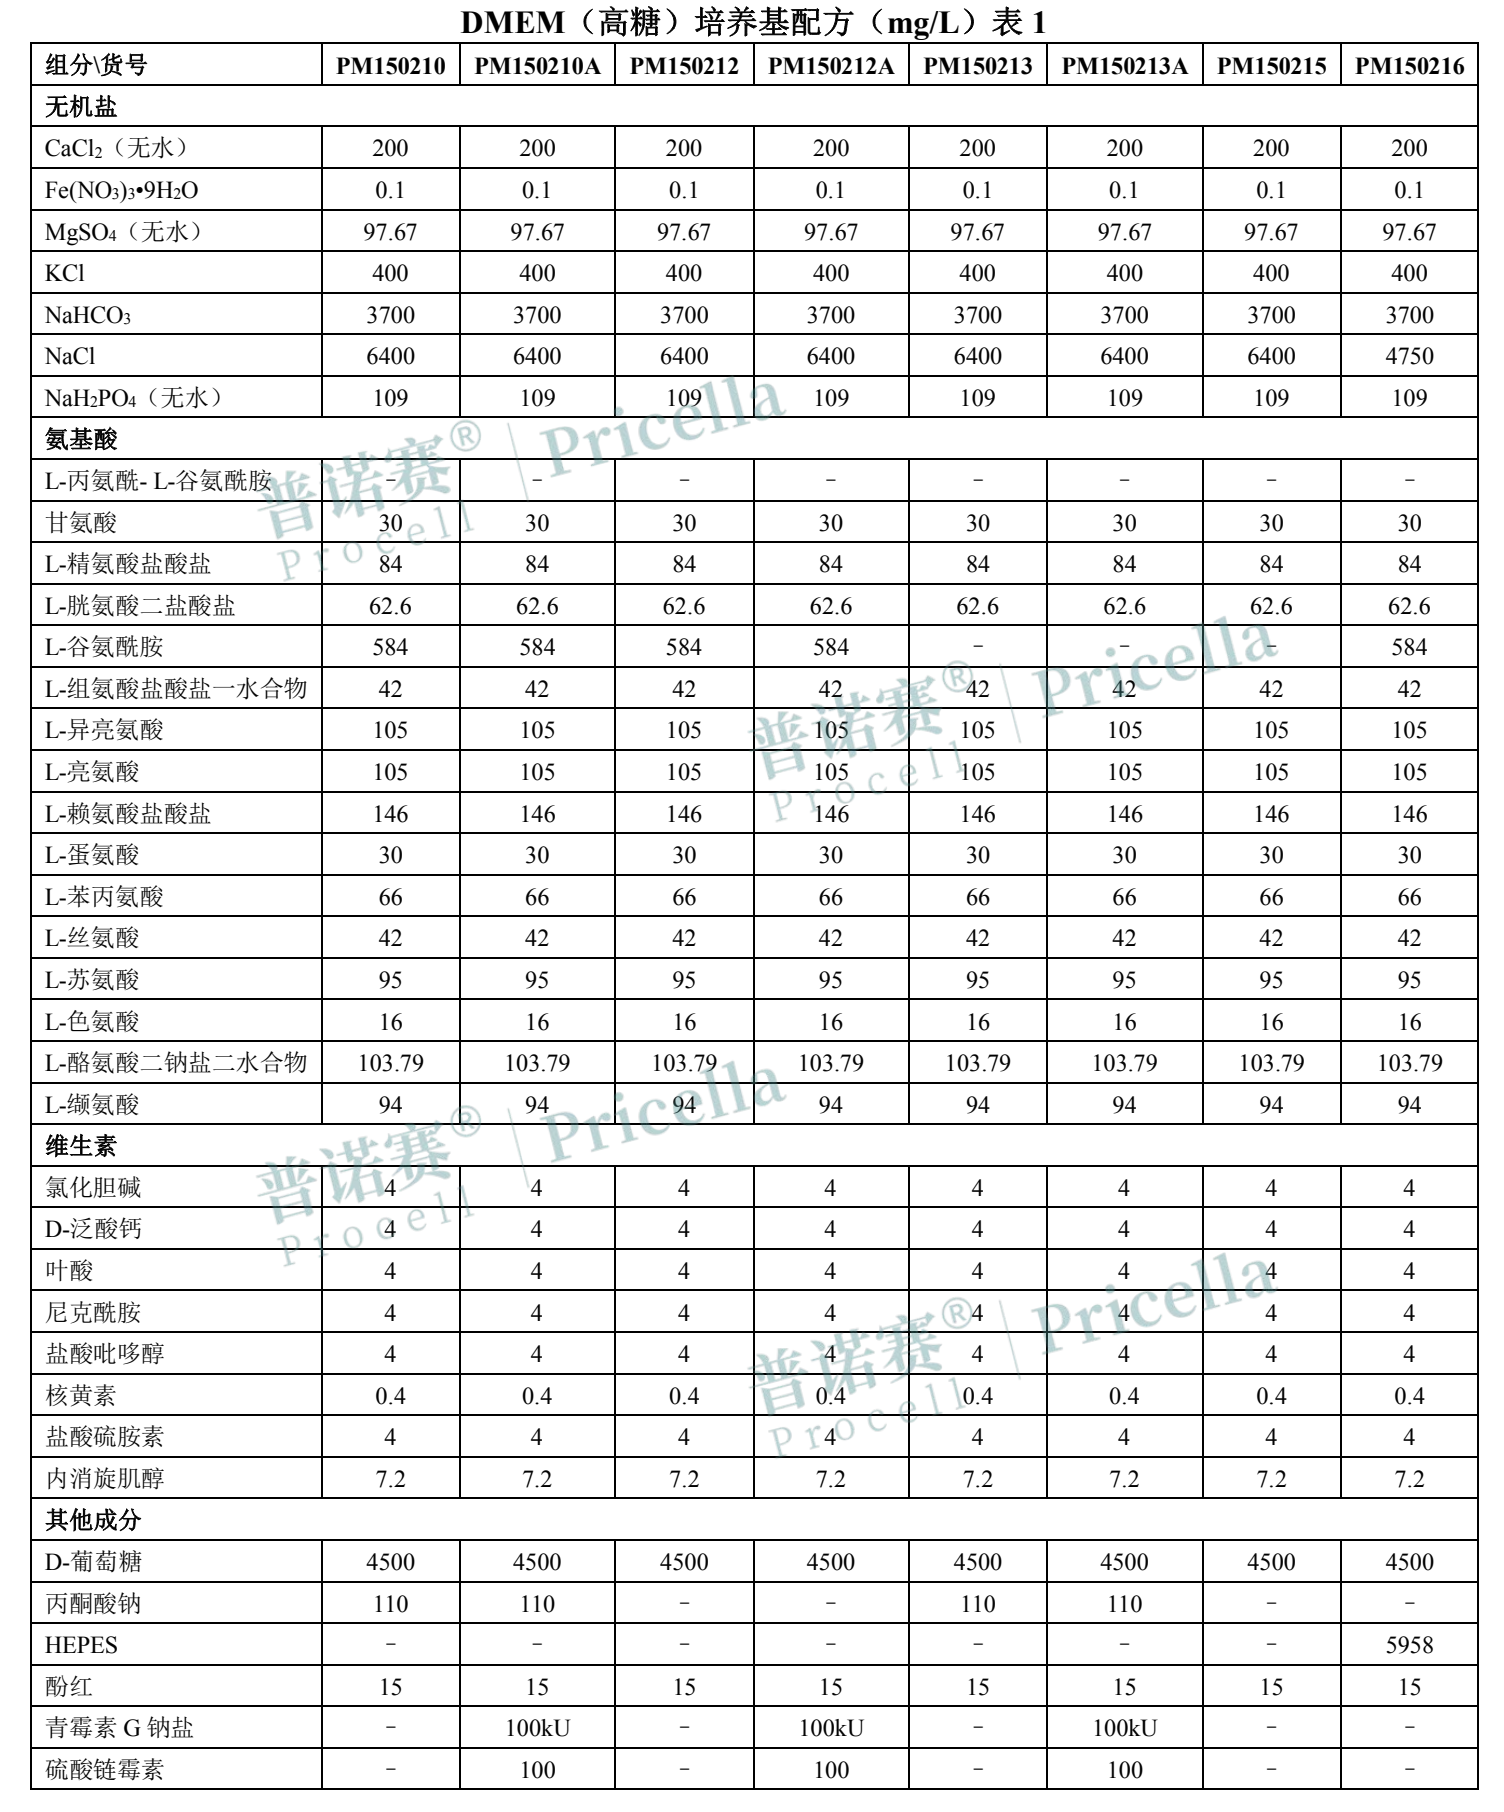 DMEM（高糖）培养基配方（mg/L）表 1
组分\货号 PM150210 PM150210A PM150212 PM150212A PM150213 PM150213A PM150215 PM150216
无机盐
CaCl₂（无水） 200 200 200 200 200 200 200 200
Fe(NO₃)₃•9H₂O 0.1 0.1 0.1 0.1 0.1 0.1 0.1 0.1
MgSO₄（无水） 97.67 97.67 97.67 97.67 97.67 97.67 97.67 97.67
KCl 400 400 400 400 400 400 400 400
NaHCO₃ 3700 3700 3700 3700 3700 3700 3700 3700
NaCl 6400 6400 6400 6400 6400 6400 6400 4750
NaH₂PO₄（无水） 109 109 109 109 109 109 109 109
氨基酸
普诺赛® | Pricella
Procell
L-丙氨酰- L-谷氨酰胺 － － － － － － － －
甘氨酸 30 30 30 30 30 30 30 30
L-精氨酸盐酸盐 84 84 84 84 84 84 84 84
L-胱氨酸二盐酸盐 62.6 62.6 62.6 62.6 62.6 62.6 62.6 62.6
L-谷氨酰胺 584 584 584 584 － － － 584
L-组氨酸盐酸盐一水合物 42 42 42 42 42 42 42 42
普诺赛® | Pricella
Procell
L-异亮氨酸 105 105 105 105 105 105 105 105
L-亮氨酸 105 105 105 105 105 105 105 105
L-赖氨酸盐酸盐 146 146 146 146 146 146 146 146
L-蛋氨酸 30 30 30 30 30 30 30 30
L-苯丙氨酸 66 66 66 66 66 66 66 66
L-丝氨酸 42 42 42 42 42 42 42 42
L-苏氨酸 95 95 95 95 95 95 95 95
L-色氨酸 16 16 16 16 16 16 16 16
L-酪氨酸二钠盐二水合物 103.79 103.79 103.79 103.79 103.79 103.79 103.79 103.79
L-缬氨酸 94 94 94 94 94 94 94 94
维生素
普诺赛® | Pricella
Procell
氯化胆碱 4 4 4 4 4 4 4 4
D-泛酸钙 4 4 4 4 4 4 4 4
叶酸 4 4 4 4 4 4 4 4
尼克酰胺 4 4 4 4 4 4 4 4
普诺赛® | Pricella
Procell
盐酸吡哆醇 4 4 4 4 4 4 4 4
核黄素 0.4 0.4 0.4 0.4 0.4 0.4 0.4 0.4
盐酸硫胺素 4 4 4 4 4 4 4 4
内消旋肌醇 7.2 7.2 7.2 7.2 7.2 7.2 7.2 7.2
其他成分
D-葡萄糖 4500 4500 4500 4500 4500 4500 4500 4500
丙酮酸钠 110 110 － － 110 110 － －
HEPES － － － － － － － 5958
酚红 15 15 15 15 15 15 15 15
青霉素 G 钠盐 － 100kU － 100kU － 100kU － －
硫酸链霉素 － 100 － 100 － 100 － －